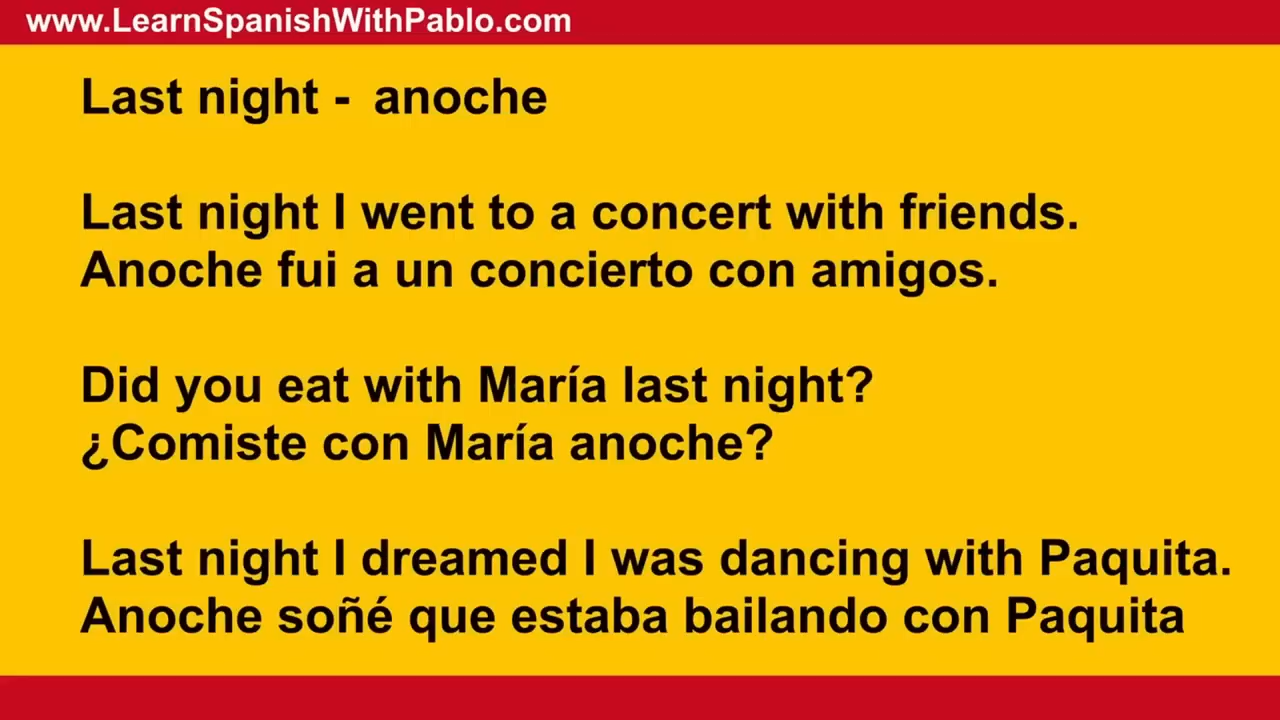 www.LearnSpanishWithPablo.com
Last night - anoche
Last night I went to a concert with friends.
Anoche fui a un concierto con amigos.
Did you eat with María last night?
¿Comiste con María anoche?
Last night I dreamed I was dancing with Paquita.
Anoche soñé que estaba bailando con Paquita